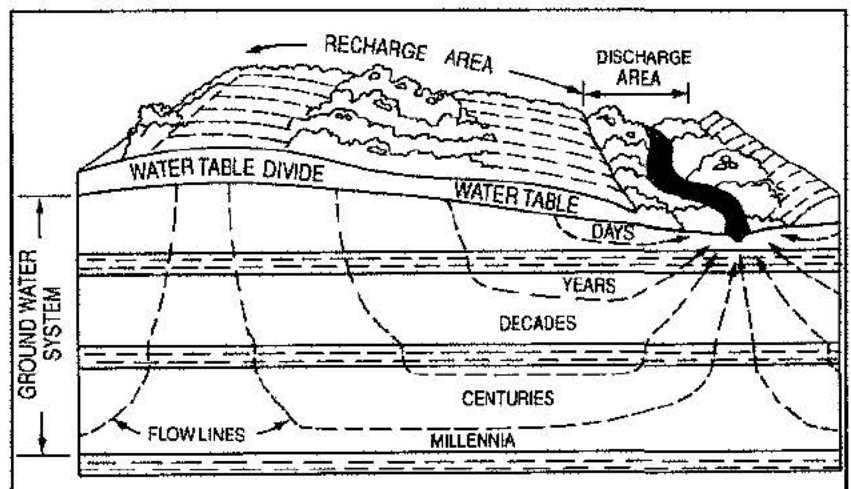 RECHARGE AREA
DISCHARGE
AREA
WATER TABLE DIVIDE
WATER TABLE
DAYS
YEARS
DECADES
CENTURIES
MILLENNIA
FLOW LINES
GROUND WATER
SYSTEM